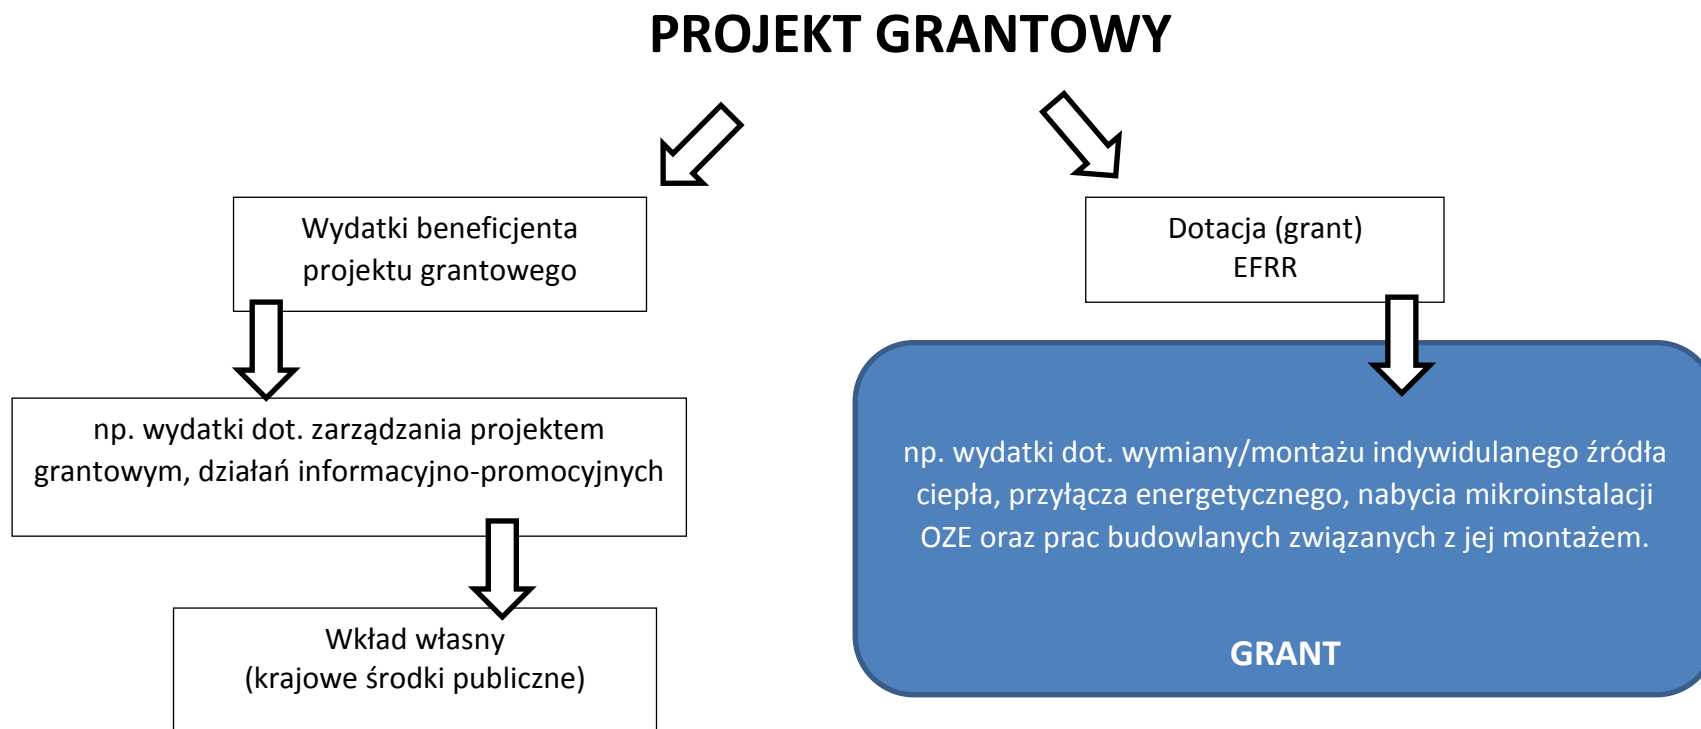 PROJEKT GRANTOWY
Wydatki beneficjenta
projektu grantowego
Dotacja (grant)
EFRR
np. wydatki dot. zarządzania projektem
grantowym, działań informacyjno-promocyjnych
np. wydatki dot. wymiany/montażu indywidulanego źródła
ciepła, przyłącza energetycznego, nabycia mikroinstalacji
OZE oraz prac budowlanych związanych z jej montażem.
GRANT
Wkład własny
(krajowe środki publiczne)